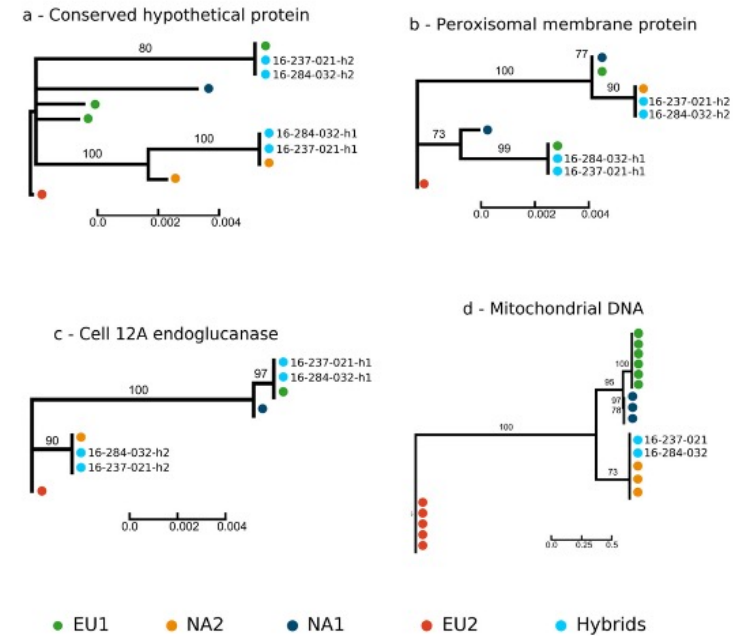 a - Conserved hypothetical protein
80
16-237-021-h2
16-284-032-h2
100
100
16-284-032-h1
16-237-021-h1
0.0 0.002 0.004
b - Peroxisomal membrane protein
77
100
90
16-237-021-h2
16-284-032-h2
73
99
16-284-032-h1
16-237-021-h1
0.0 0.002 0.004
c - Cell 12A endoglucanase
97
16-237-021-h1
16-284-032-h1
100
90
16-284-032-h2
16-237-021-h2
0.0 0.002 0.004
d - Mitochondrial DNA
100
95
97
78
100
16-237-021
16-284-032
73
0.0 0.25 0.5
EU1 NA2 NA1 EU2 Hybrids